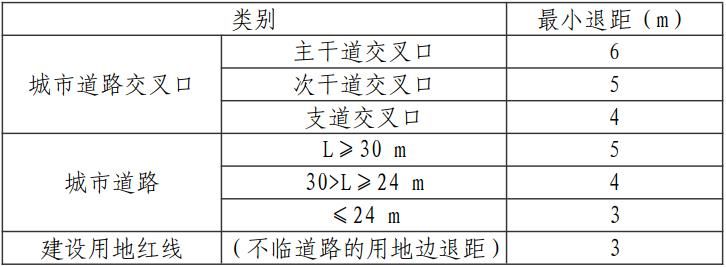 类别 最小退距（m）
城市道路交叉口 主干道交叉口 6
次干道交叉口 5
支道交叉口 4
城市道路 L⩾30 m 5
30>L⩾24 m 4
⩽24 m 3
建设用地红线 （不临道路的用地边退距） 3